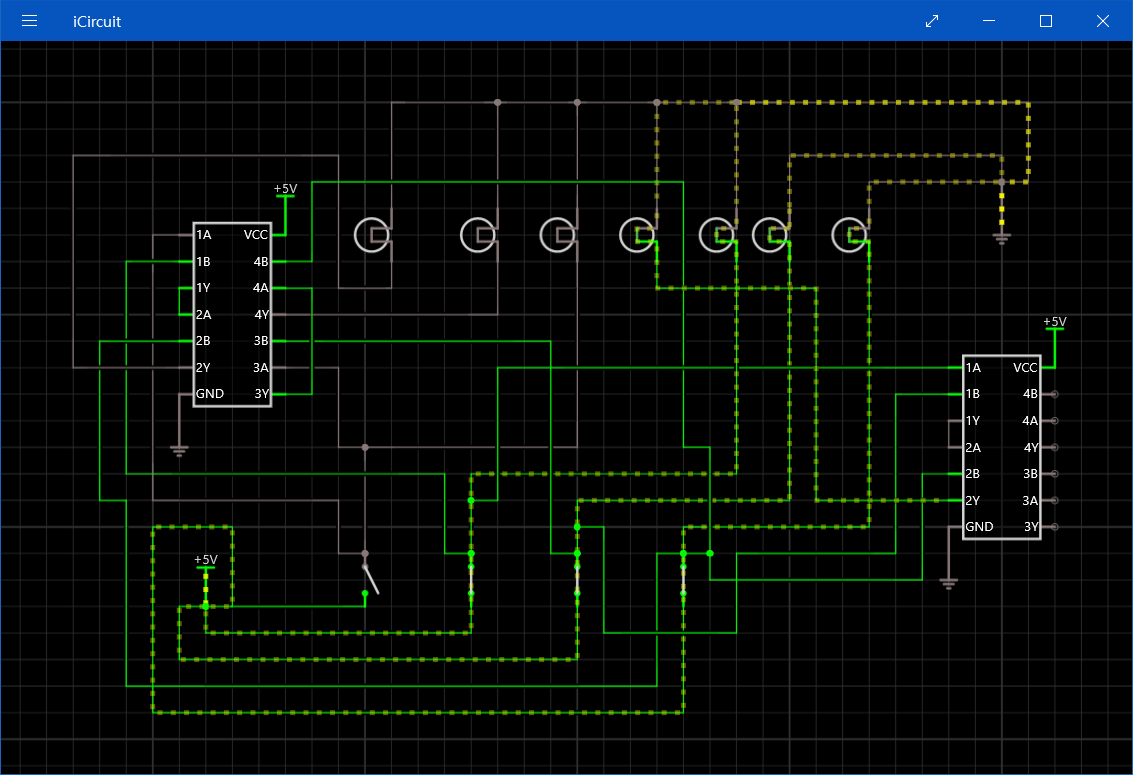 iCircuit
+5V
1A VCC
1B 4B
1Y 4A
2A 4Y
2B 3B
2Y 3A
GND 3Y
+5V
1A VCC
1B 4B
1Y 4A
2A 4Y
2B 3B
2Y 3A
GND 3Y
+5V